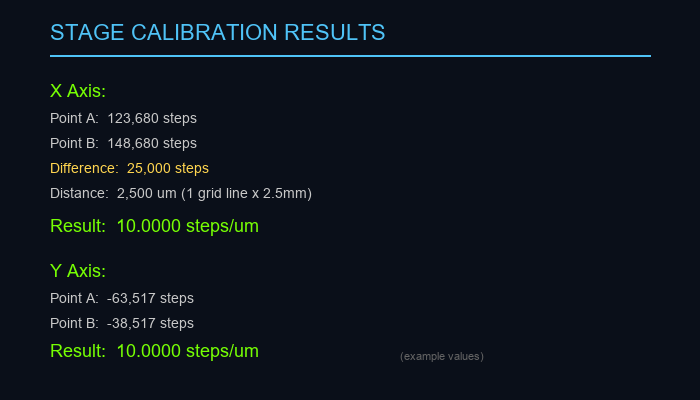 STAGE CALIBRATION RESULTS
X Axis:
Point A:  123,680 steps
Point B:  148,680 steps
Difference:  25,000 steps
Distance:  2,500 um (1 grid line x 2.5mm)
Result:  10.0000 steps/um
Y Axis:
Point A:  -63,517 steps
Point B:  -38,517 steps
Result:  10.0000 steps/um
(example values)